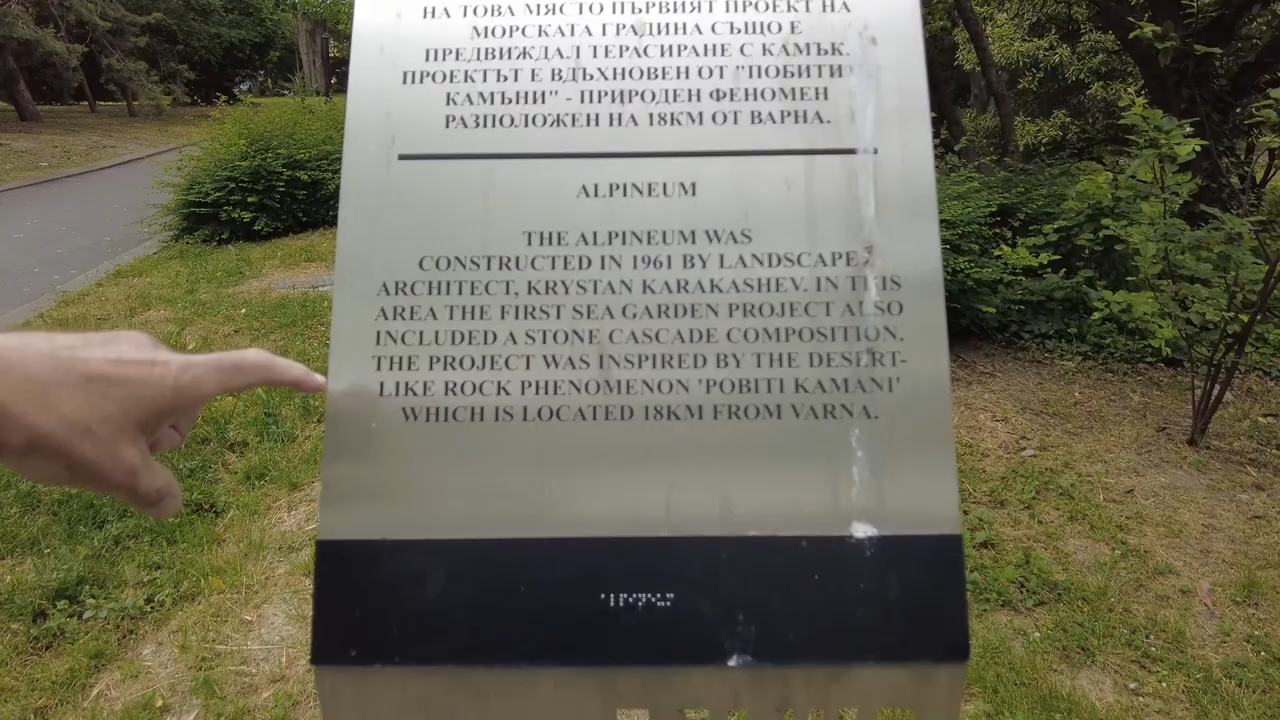 НА ТОВА МЯСТО ПЪРВИЯТ ПРОЕКТ НА
МОРСКАТА ГРАДИНА СЪЩО Е
ПРЕДВИЖДАЛ ТЕРАСИРАНЕ С КАМЪК.
ПРОЕКТЪТ Е ВДЪХНОВЕН ОТ "ПОБИТИ
КАМЪНИ" - ПРИРОДЕН ФЕНОМЕН
РАЗПОЛОЖЕН НА 18КМ ОТ ВАРНА.
ALPINEUM
THE ALPINEUM WAS
CONSTRUCTED IN 1961 BY LANDSCAPE
ARCHITECT, KRYSTAN KARAKASHEV. IN THIS
AREA THE FIRST SEA GARDEN PROJECT ALSO
INCLUDED A STONE CASCADE COMPOSITION.
THE PROJECT WAS INSPIRED BY THE DESERT-
LIKE ROCK PHENOMENON 'POBITI KAMANI'
WHICH IS LOCATED 18KM FROM VARNA.